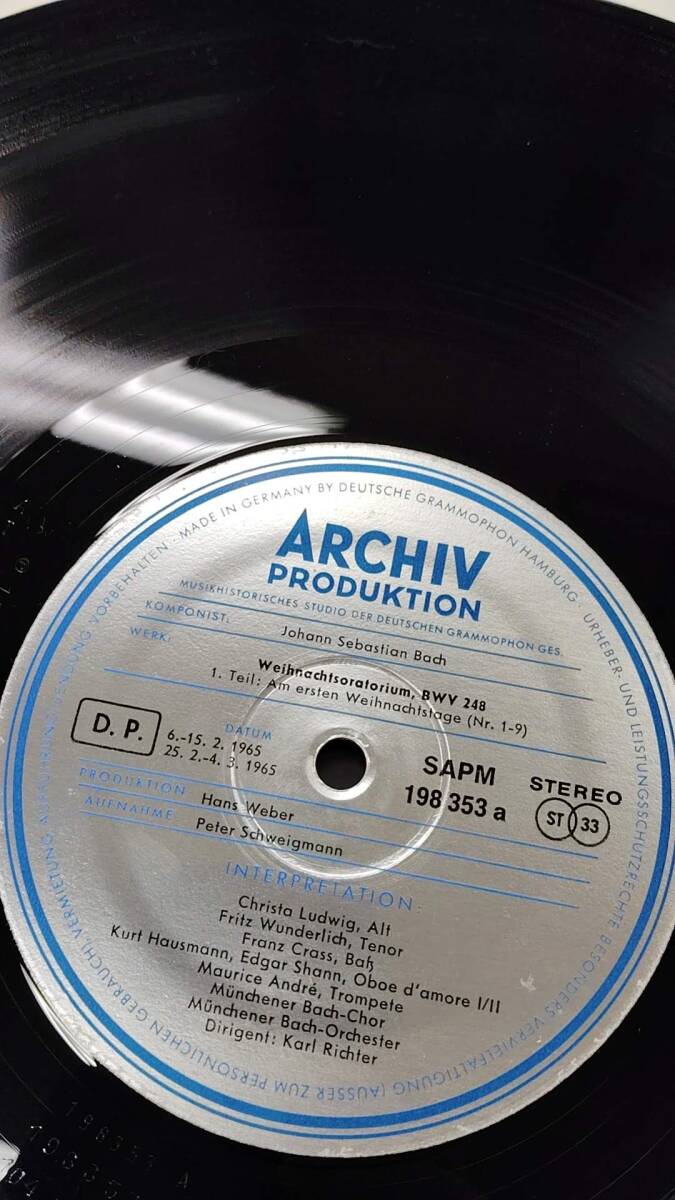 MADE IN GERMANY BY DEUTSCHE GRAMMOPHON HAMBURG · URHEBER- UND LEISTUNGSSCHUTZRECHTE BESONDERS VERVIELFÄLTIGUNG (AUSSER ZUM PERSÖNLICHEN GEBRAUCH), VERMIETUNG, AUFFÜHRUNG, SENDUNG VORBEHALTEN ·
ARCHIV
PRODUKTION
MUSIKHISTORISCHES STUDIO DER DEUTSCHEN GRAMMOPHON GES.
KOMPONIST: Johann Sebastian Bach
WERK:
Weihnachtsoratorium, BWV 248
1. Teil: Am ersten Weihnachtstage (Nr. 1-9)
D. P.
DATUM
6.-15. 2. 1965
25. 2.-4. 3. 1965
SAPM
198 353 a
STEREO
ST 33
PRODUKTION Hans Weber
AUFNAHME Peter Schweigmann
INTERPRETATION:
Christa Ludwig, Alt
Fritz Wunderlich, Tenor
Franz Crass, Baß
Kurt Hausmann, Edgar Shann, Oboe d'amore I/II
Maurice André, Trompete
Münchener Bach-Chor
Münchener Bach-Orchester
Dirigent: Karl Richter
198353 A